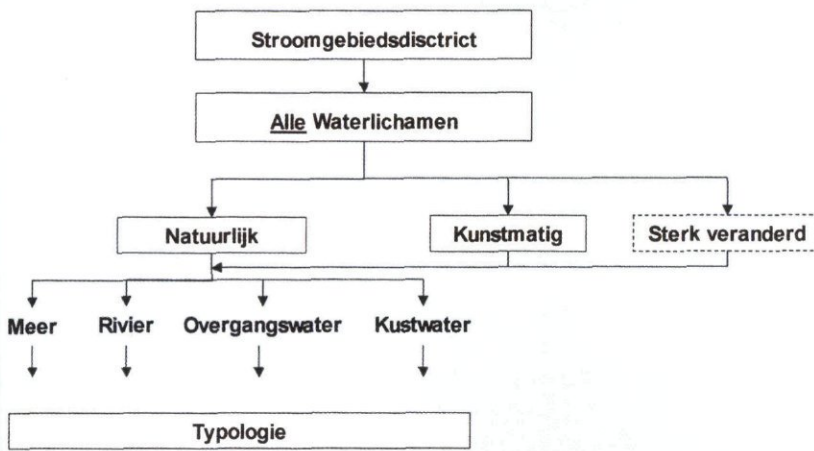 Stroomgebiedsdisctrict
Alle Waterlichamen
Natuurlijk
Kunstmatig
Sterk veranderd
Meer
Rivier
Overgangswater
Kustwater
Typologie